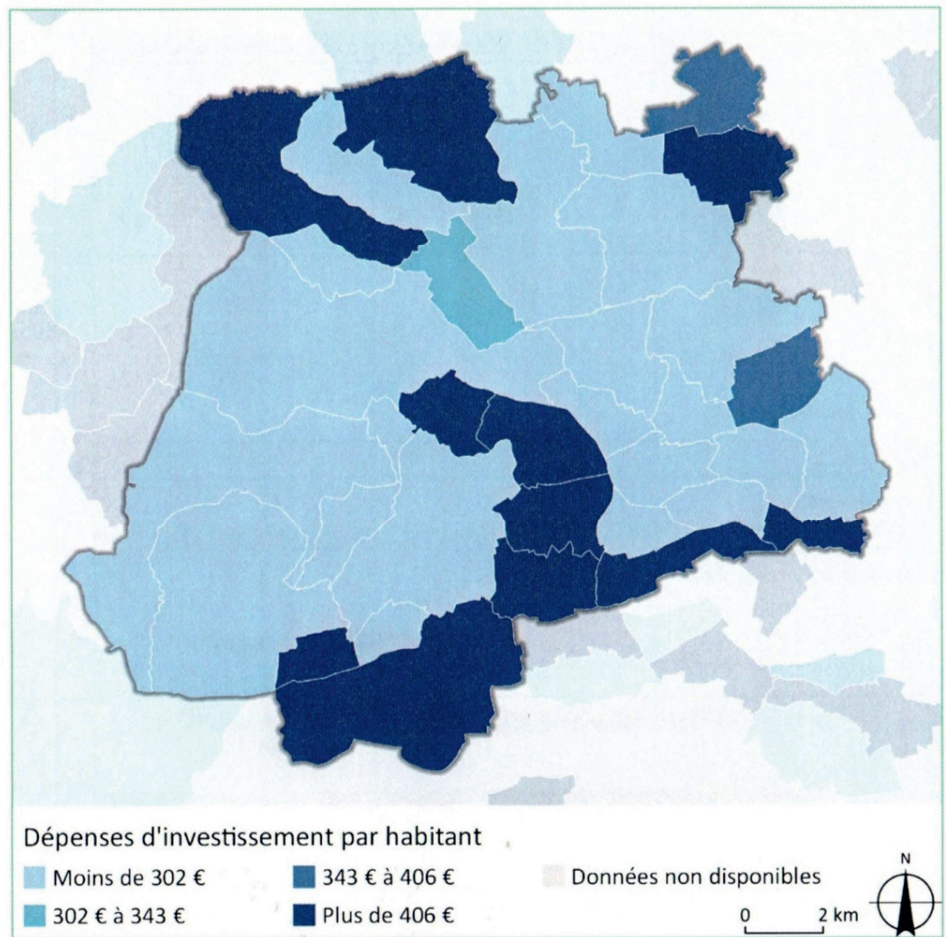 Dépenses d'investissement par habitant
Moins de 302 €
343 € à 406 €
Données non disponibles
302 € à 343 €
Plus de 406 €
0 2 km
N